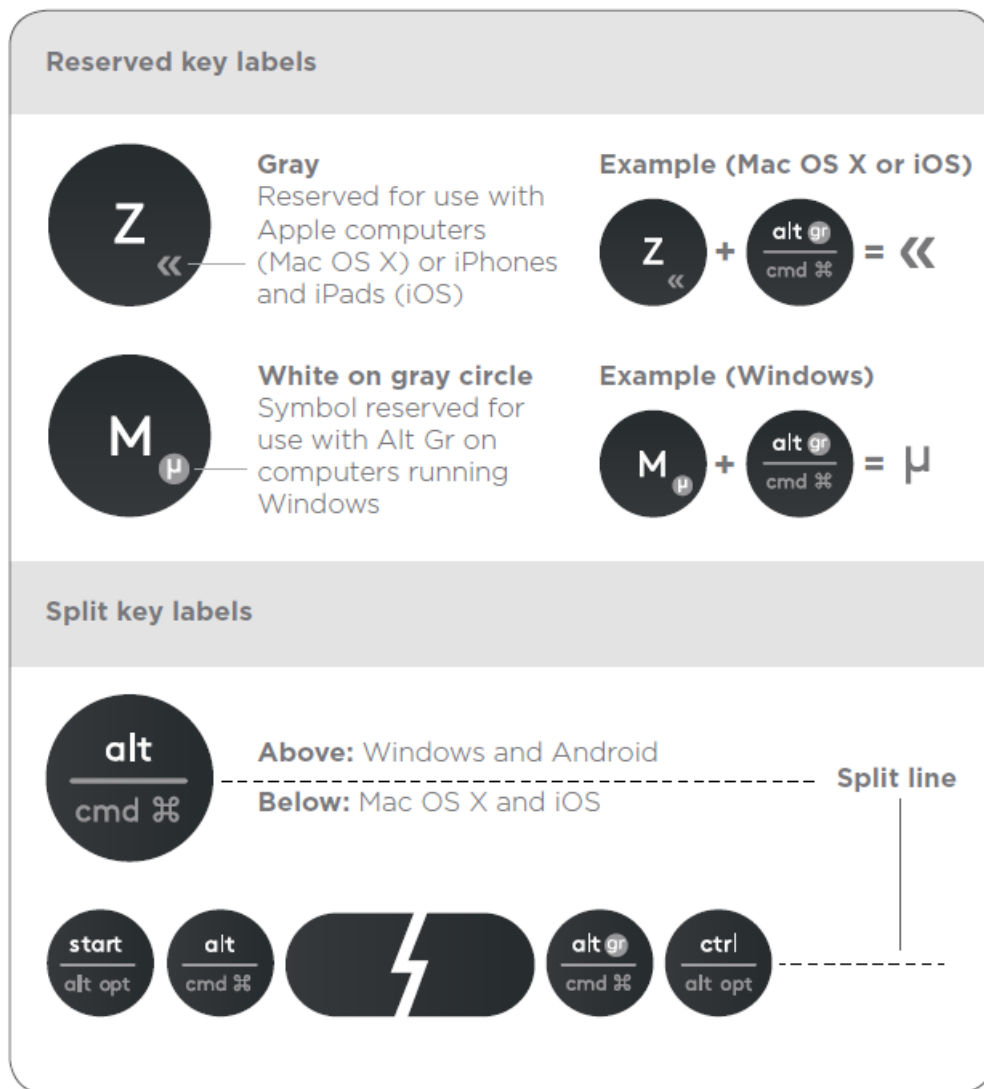 Reserved key labels
Z
«
Gray
Reserved for use with
Apple computers
(Mac OS X) or iPhones
and iPads (iOS)
Example (Mac OS X or iOS)
Z « + alt gr cmd ⌘ = «
M
µ
White on gray circle
Symbol reserved for
use with Alt Gr on
computers running
Windows
Example (Windows)
M µ + alt gr cmd ⌘ = µ
Split key labels
alt
cmd ⌘
Above: Windows and Android
Below: Mac OS X and iOS
Split line
start
alt opt
alt
cmd ⌘
alt gr
cmd ⌘
ctrl
alt opt